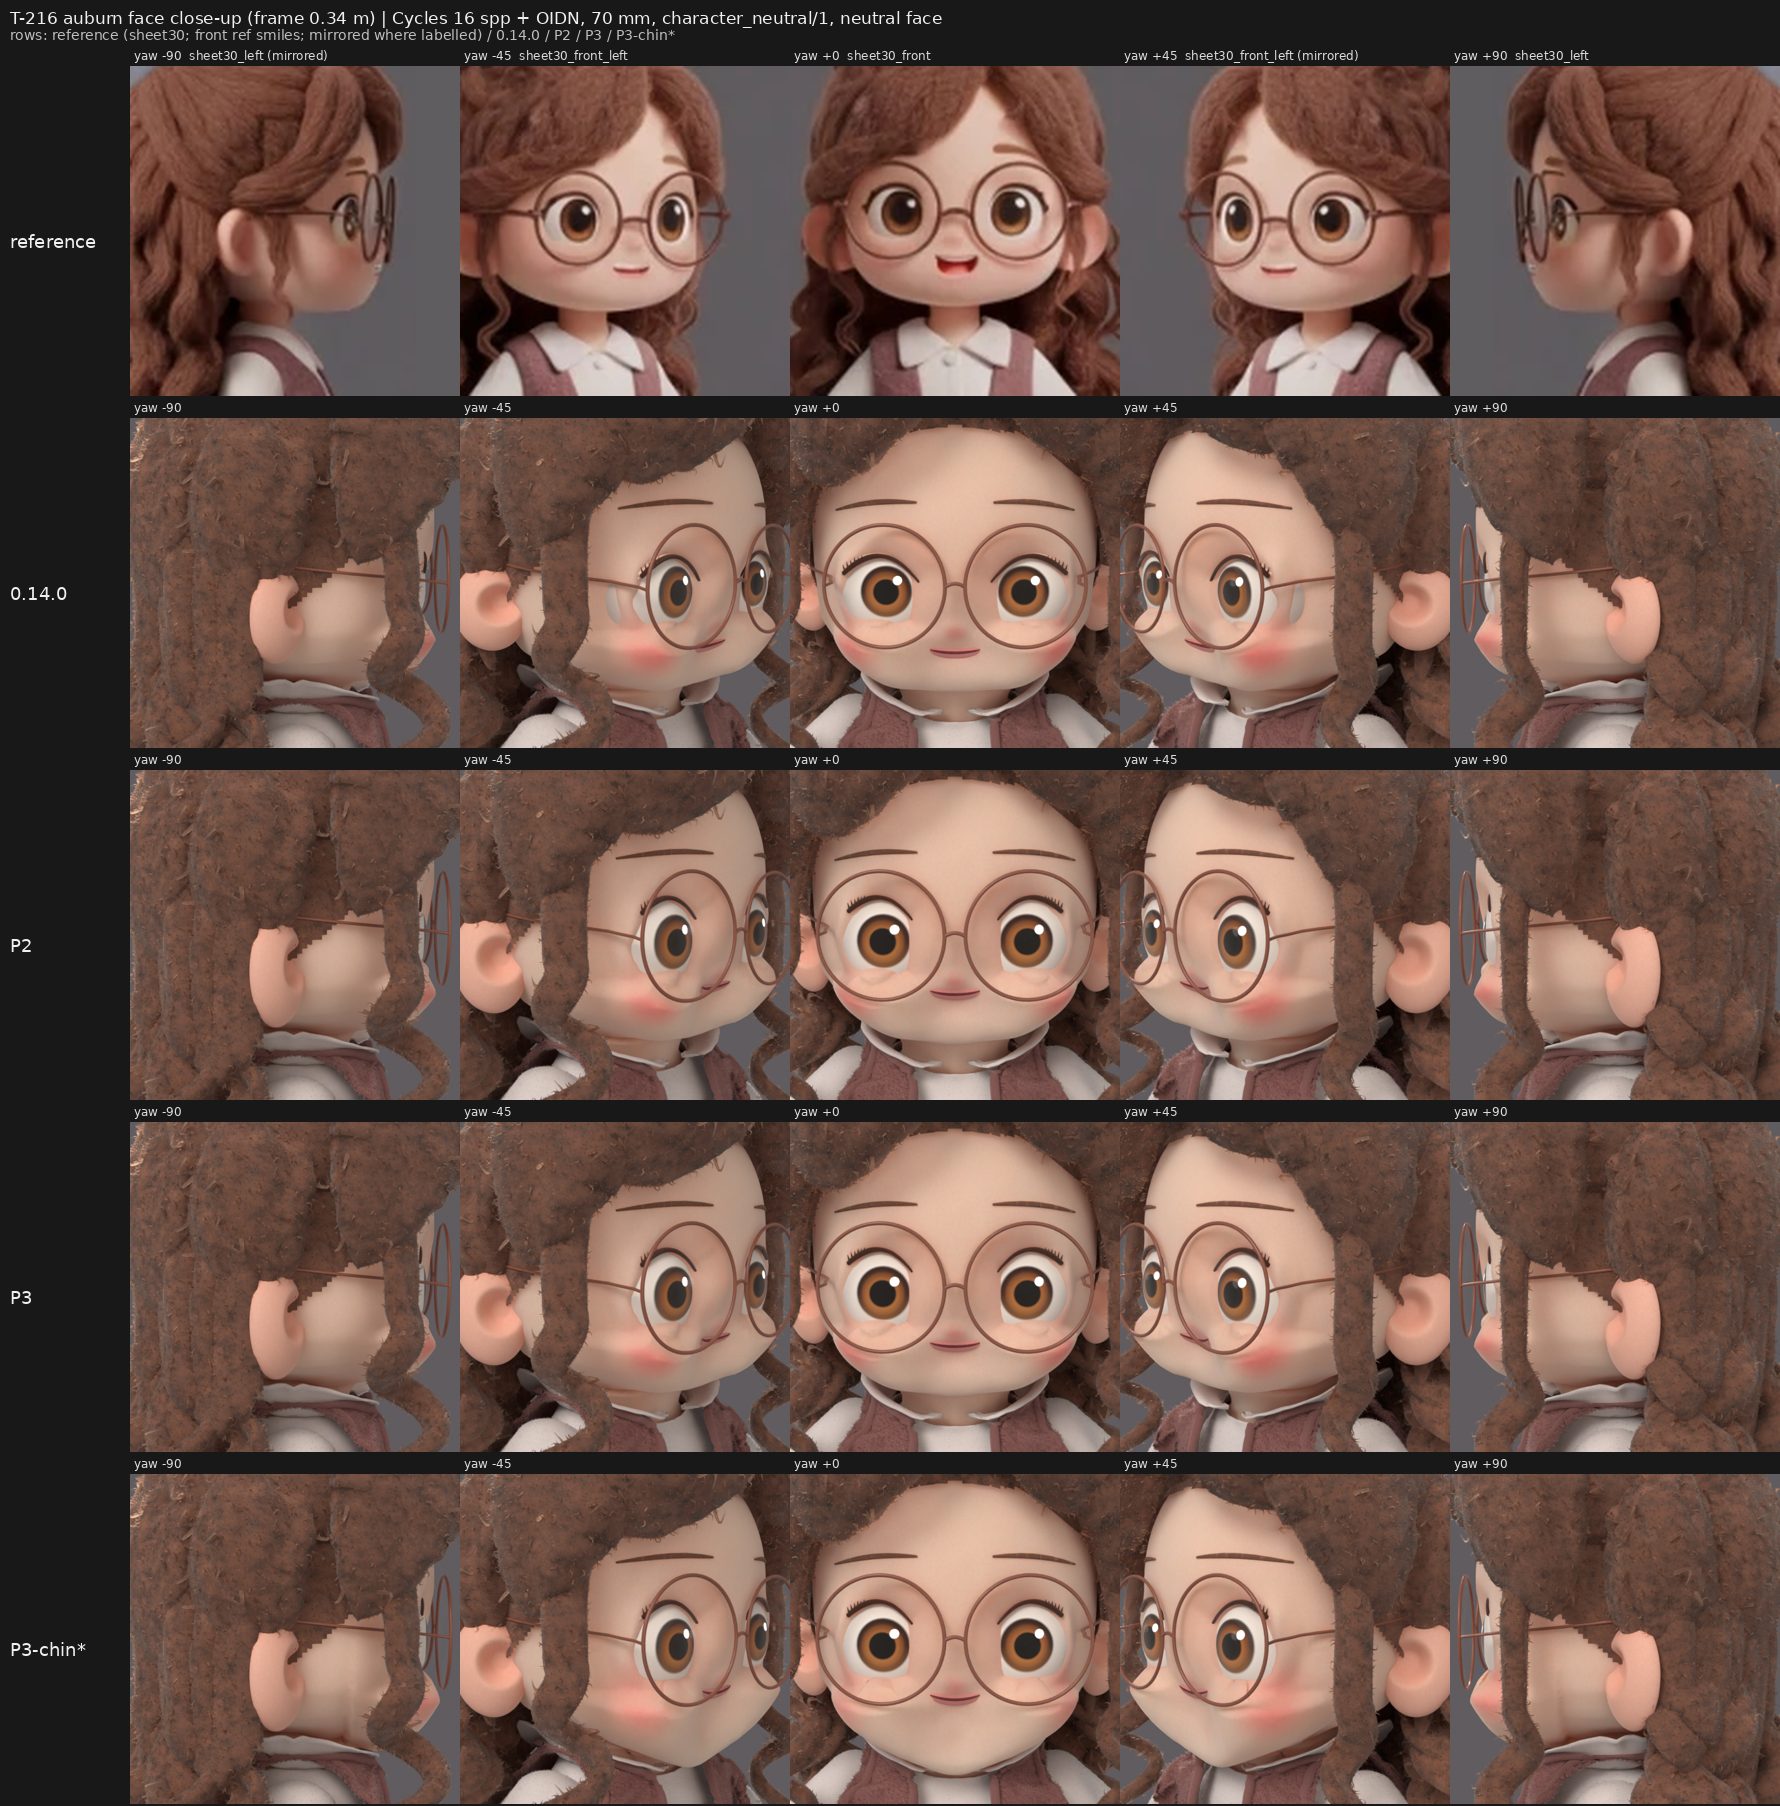 T-216 auburn face close-up (frame 0.34 m) | Cycles 16 spp + OIDN, 70 mm, character_neutral/1, neutral face
rows: reference (sheet30; front ref smiles; mirrored where labelled) / 0.14.0 / P2 / P3 / P3-chin*
yaw -90 sheet30_left (mirrored)
yaw -45 sheet30_front_left
yaw +0 sheet30_front
yaw +45 sheet30_front_left (mirrored)
yaw +90 sheet30_left
reference
yaw -90
yaw -45
yaw +0
yaw +45
yaw +90
0.14.0
yaw -90
yaw -45
yaw +0
yaw +45
yaw +90
P2
yaw -90
yaw -45
yaw +0
yaw +45
yaw +90
P3
yaw -90
yaw -45
yaw +0
yaw +45
yaw +90
P3-chin*